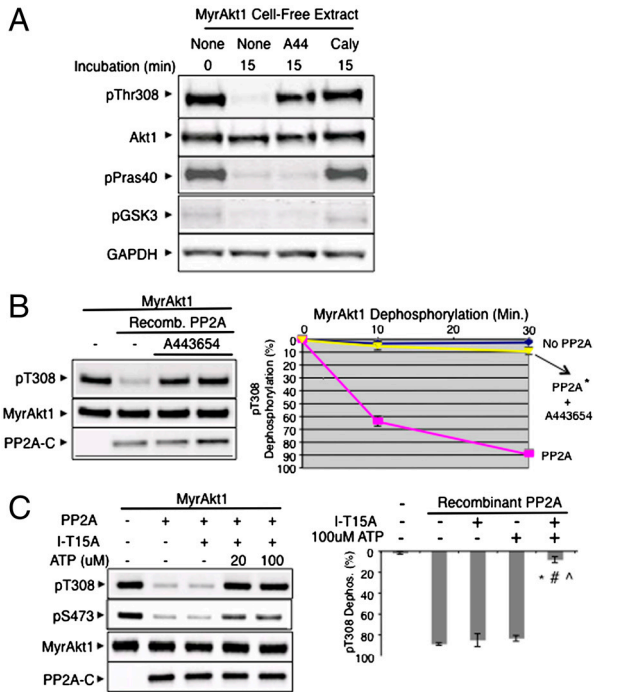 A
MyrAkt1 Cell-Free Extract
None None A44 Caly
Incubation (min) 0 15 15 15
pThr308
Akt1
pPras40
pGSK3
GAPDH
B
MyrAkt1
Recomb. PP2A
- - A443654
pT308
MyrAkt1
PP2A-C
MyrAkt1 Dephosphorylation (Min.)
0 10 20 30
pT308
Dephosphorylation (%)
0
10
20
30
40
50
60
70
80
90
100
No PP2A
PP2A*
+
A443654
PP2A
C
MyrAkt1
PP2A - + + + +
I-T15A - - + + +
ATP (uM) - - - 20 100
pT308
pS473
MyrAkt1
PP2A-C
- Recombinant PP2A
I-T15A - - + - +
100uM ATP - - - + +
pT308 Dephos. (%)
0
20
40
60
80
100
* # ^